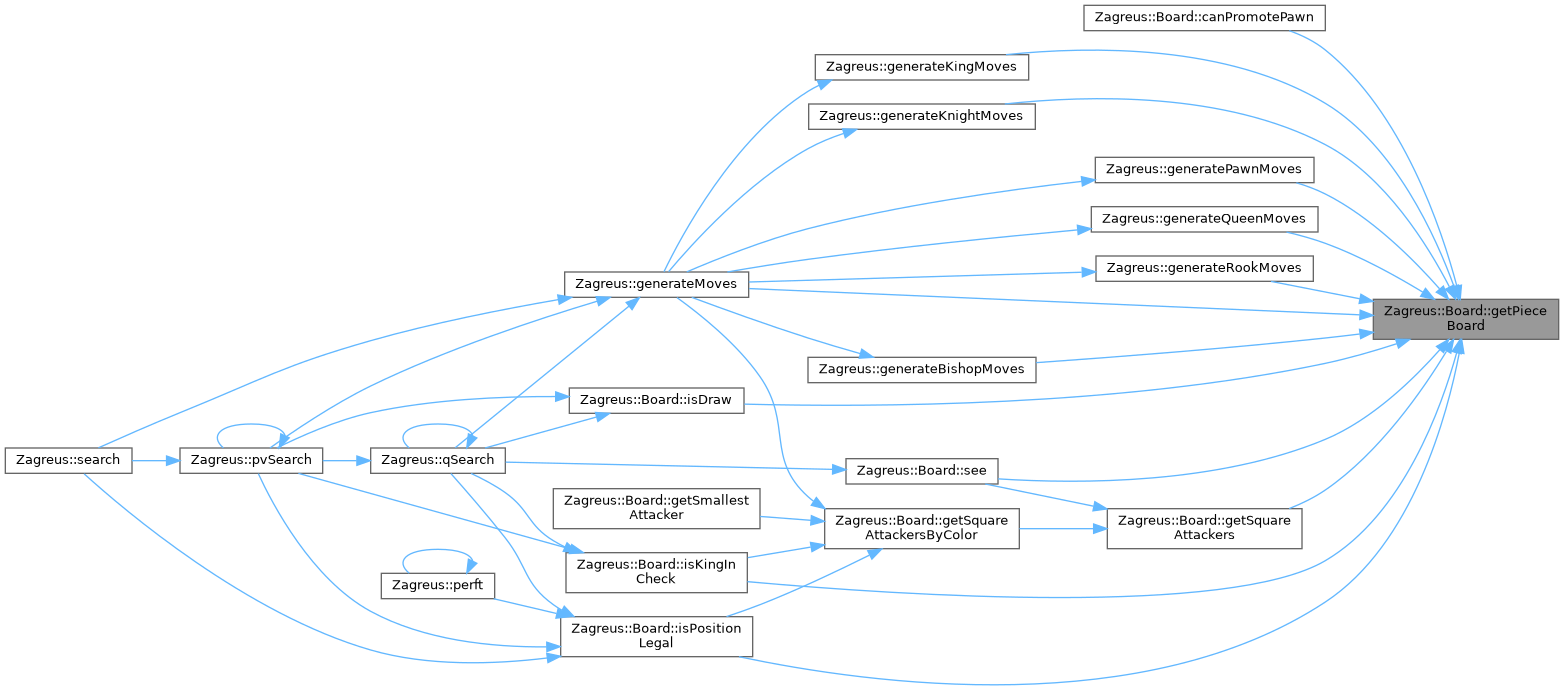 Zagreus::Board::canPromotePawn
Zagreus::generateKingMoves
Zagreus::generateKnightMoves
Zagreus::generatePawnMoves
Zagreus::generateQueenMoves
Zagreus::generateRookMoves
Zagreus::generateMoves
Zagreus::Board::getPiece
Board
Zagreus::generateBishopMoves
Zagreus::Board::isDraw
Zagreus::search
Zagreus::pvSearch
Zagreus::qSearch
Zagreus::Board::see
Zagreus::Board::getSmallest
Attacker
Zagreus::Board::getSquare
AttackersByColor
Zagreus::Board::getSquare
Attackers
Zagreus::Board::isKingIn
Check
Zagreus::perft
Zagreus::Board::isPosition
Legal